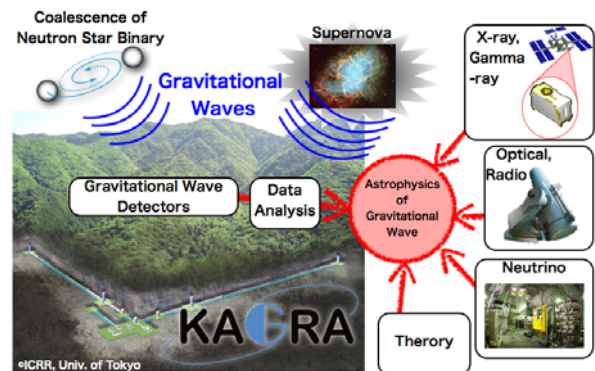 Coalescence of
Neutron Star Binary
Supernova
Gravitational
Waves
X-ray,
Gamma
-ray
Gravitational Wave
Detectors
Data
Analysis
Astrophysics
of
Gravitational
Wave
Optical,
Radio
Neutrino
KAGRA
Therory
©ICRR, Univ. of Tokyo